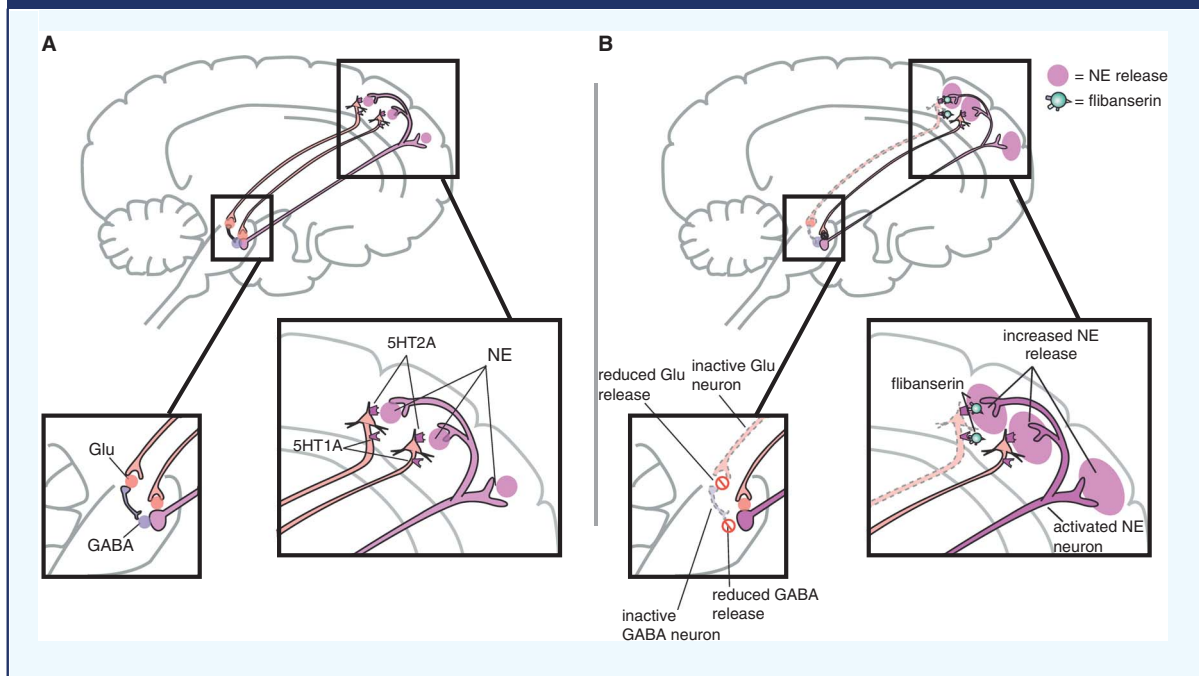 A
5HT2A
NE
5HT1A
Glu
GABA
B
= NE release
= flibanserin
reduced Glu
release
inactive Glu
neuron
inactive
GABA neuron
reduced GABA
release
increased NE
release
flibanserin
activated NE
neuron